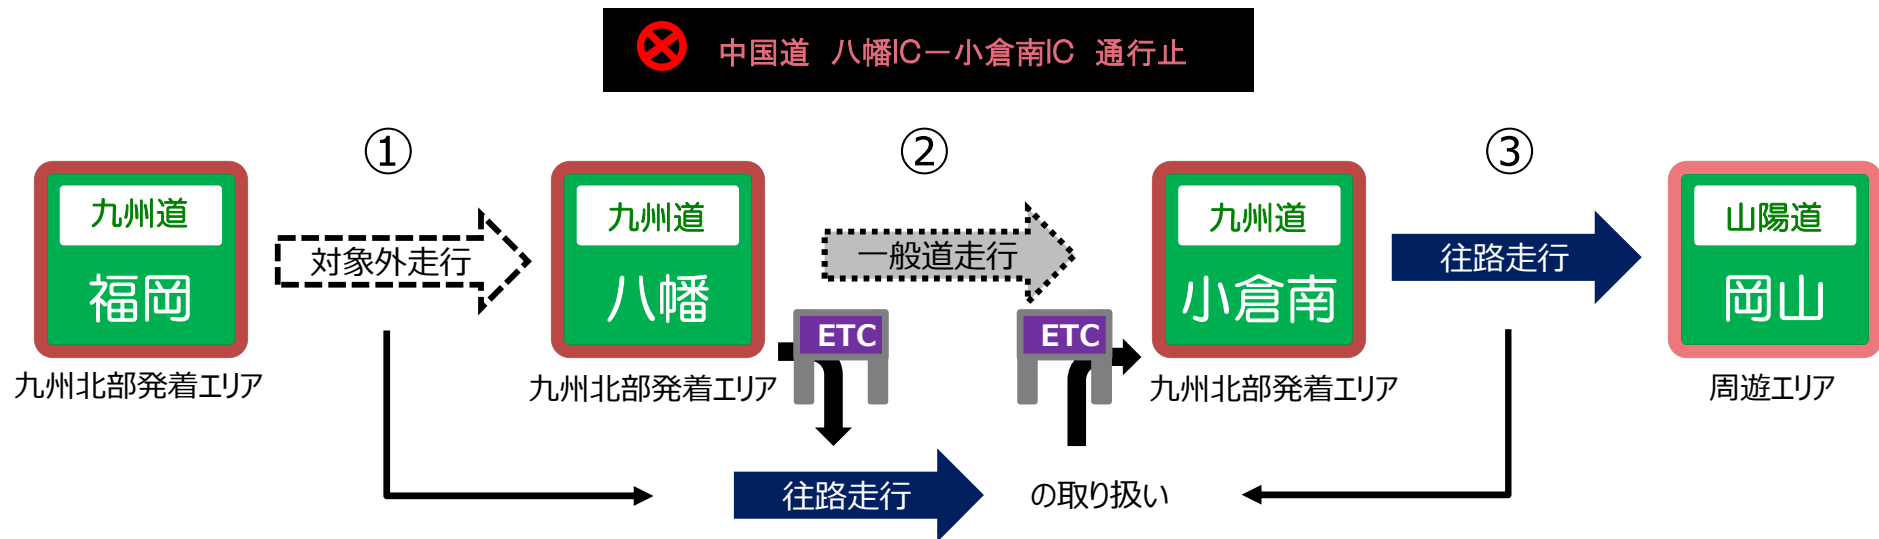 中国道 八幡IC－小倉南IC 通行止
①
②
③
九州道
福岡
九州北部発着エリア
対象外走行
九州道
八幡
九州北部発着エリア
一般道走行
ETC
ETC
九州道
小倉南
九州北部発着エリア
往路走行
山陽道
岡山
周遊エリア
往路走行 の取り扱い